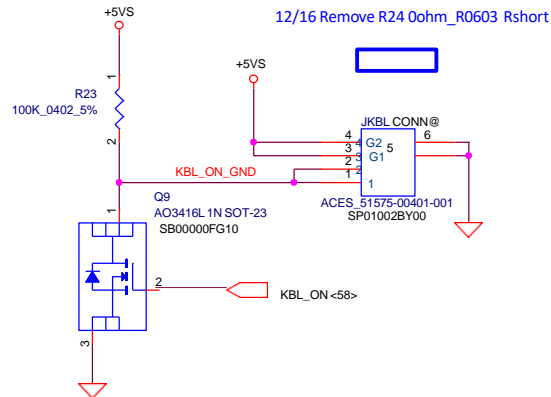 12/16 Remove R24 0ohm_R0603 Rshort
+5VS
+5VS
1
R23
100K_0402_5%
2
JKBL CONN@
4
G2
6
3
G1
5
2
2
1
1
KBL_ON_GND
ACES_51575-00401-001
SP01002BY00
1
Q9
AO3416L 1N SOT-23
SB00000FG10
2
KBL_ON <58>
3